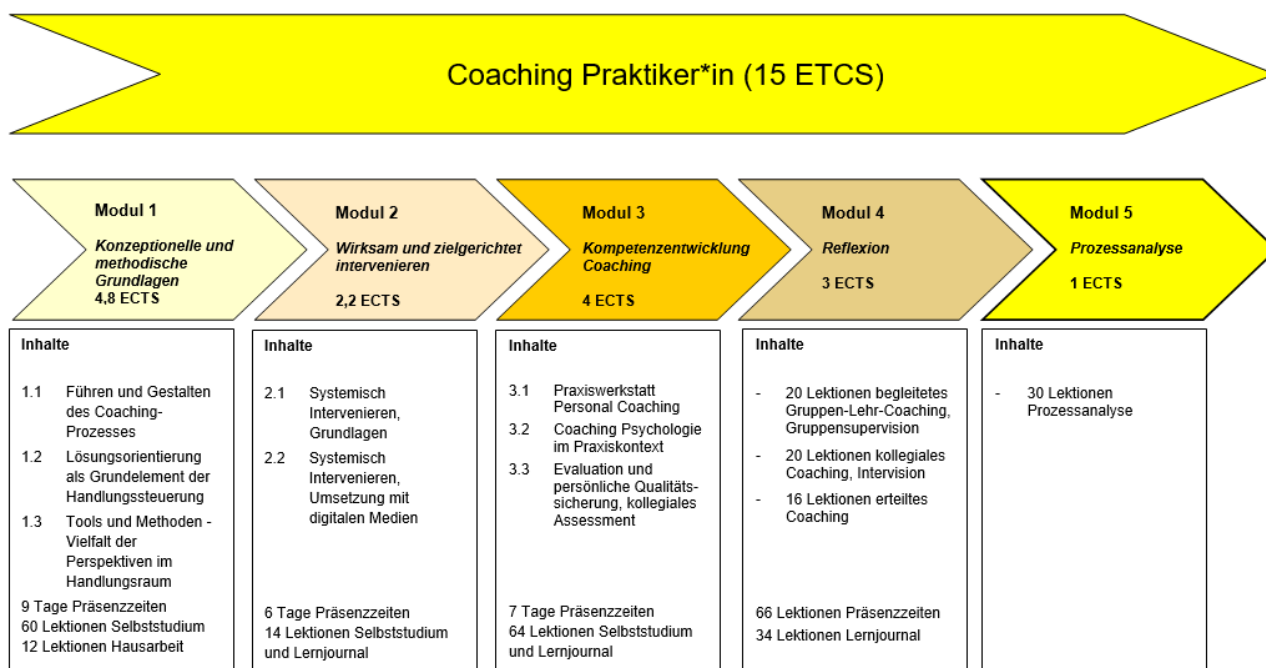 Coaching Praktiker*in (15 ETCS)
Modul 1
Konzeptionelle und
methodische
Grundlagen
4,8 ECTS
Modul 2
Wirksam und zielgerichtet
intervenieren
2,2 ECTS
Modul 3
Kompetenzentwicklung
Coaching
4 ECTS
Modul 4
Reflexion
3 ECTS
Modul 5
Prozessanalyse
1 ECTS
Inhalte
1.1 Führen und Gestalten
des Coaching-
Prozesses
1.2 Lösungsorientierung
als Grundelement der
Handlungssteuerung
1.3 Tools und Methoden -
Vielfalt der
Perspektiven im
Handlungsraum
9 Tage Präsenzzeiten
60 Lektionen Selbststudium
12 Lektionen Hausarbeit
Inhalte
2.1 Systemisch
Intervenieren,
Grundlagen
2.2 Systemisch
Intervenieren,
Umsetzung mit
digitalen Medien
6 Tage Präsenzzeiten
14 Lektionen Selbststudium
und Lernjournal
Inhalte
3.1 Praxiswerkstatt
Personal Coaching
3.2 Coaching Psychologie
im Praxiskontext
3.3 Evaluation und
persönliche Qualitäts-
sicherung, kollegiales
Assessment
7 Tage Präsenzzeiten
64 Lektionen Selbststudium
und Lernjournal
Inhalte
- 20 Lektionen begleitetes
Gruppen-Lehr-Coaching,
Gruppensupervision
- 20 Lektionen kollegiales
Coaching, Intervision
- 16 Lektionen erteiltes
Coaching
66 Lektionen Präsenzzeiten
34 Lektionen Lernjournal
Inhalte
- 30 Lektionen
Prozessanalyse